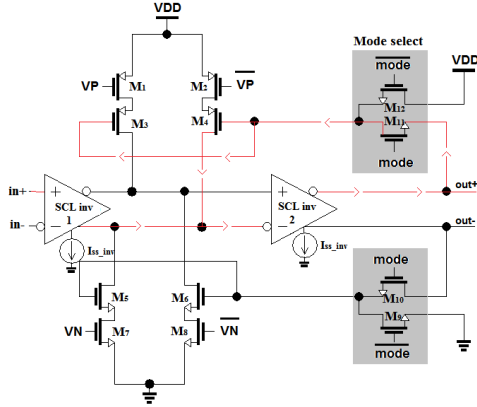 VDD
Mode select
mode
VDD
VP
M1
M2
VP
M12
M3
M4
M11
mode
in+
+
SCL inv
1
−
+
SCL inv
2
−
out+
in-
out-
Iss_inv
Iss_inv
mode
M5
M6
M10
M9
VN
M7
M8
VN
mode